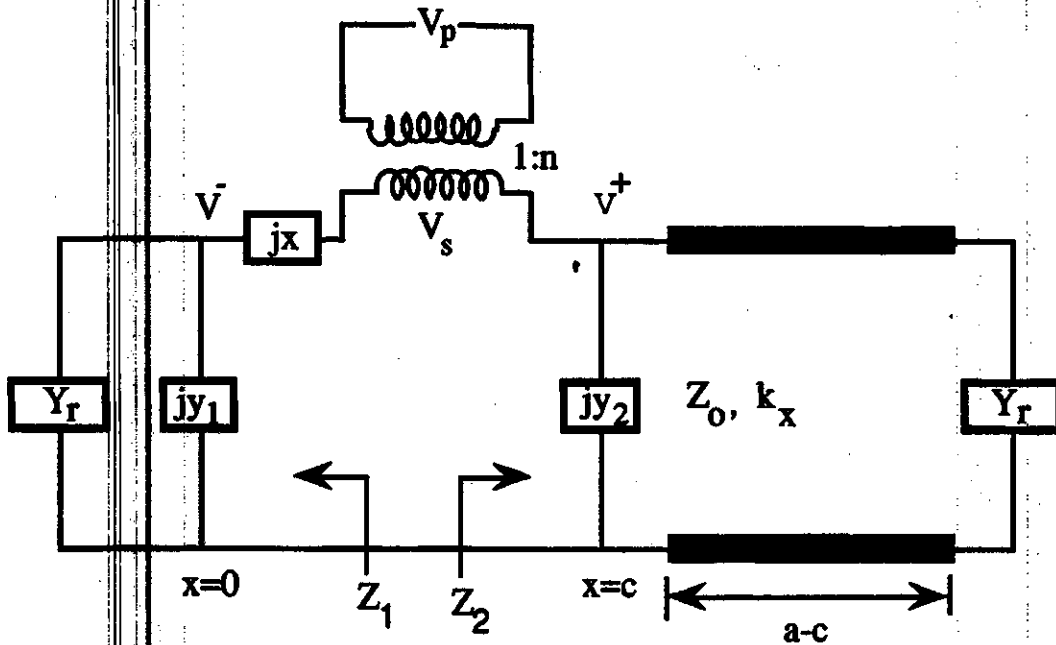 V_p
1:n
V^-
jx
V_s
V^+
Y_r
jy_1
jy_2
Z_o, k_x
Y_r
x=0
Z_1
Z_2
x=c
a-c